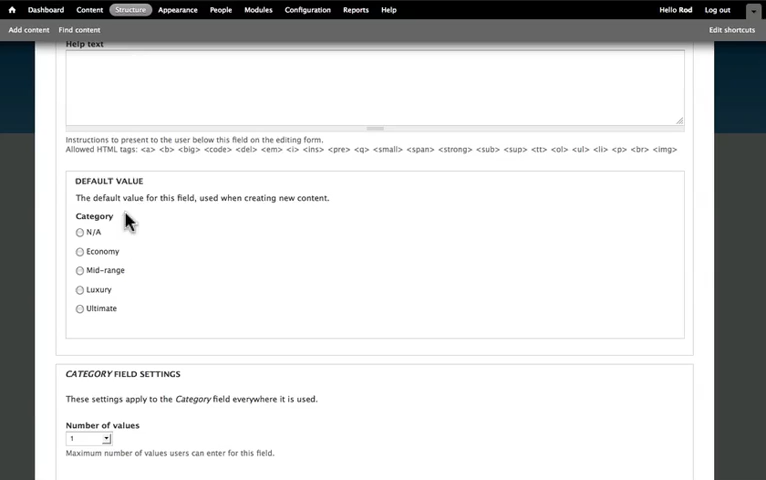 Dashboard Content Structure Appearance People Modules Configuration Reports Help Hello Rod Log out
Add content Find content Edit shortcuts
Help text
Instructions to present to the user below this field on the editing form.
Allowed HTML tags: <a> <b> <big> <code> <del> <em> <i> <ins> <pre> <q> <small> <span> <strong> <sub> <sup> <tt> <ol> <ul> <li> <p> <br> <img>
DEFAULT VALUE
The default value for this field, used when creating new content.
Category
N/A
Economy
Mid-range
Luxury
Ultimate
CATEGORY FIELD SETTINGS
These settings apply to the Category field everywhere it is used.
Number of values
1
Maximum number of values users can enter for this field.